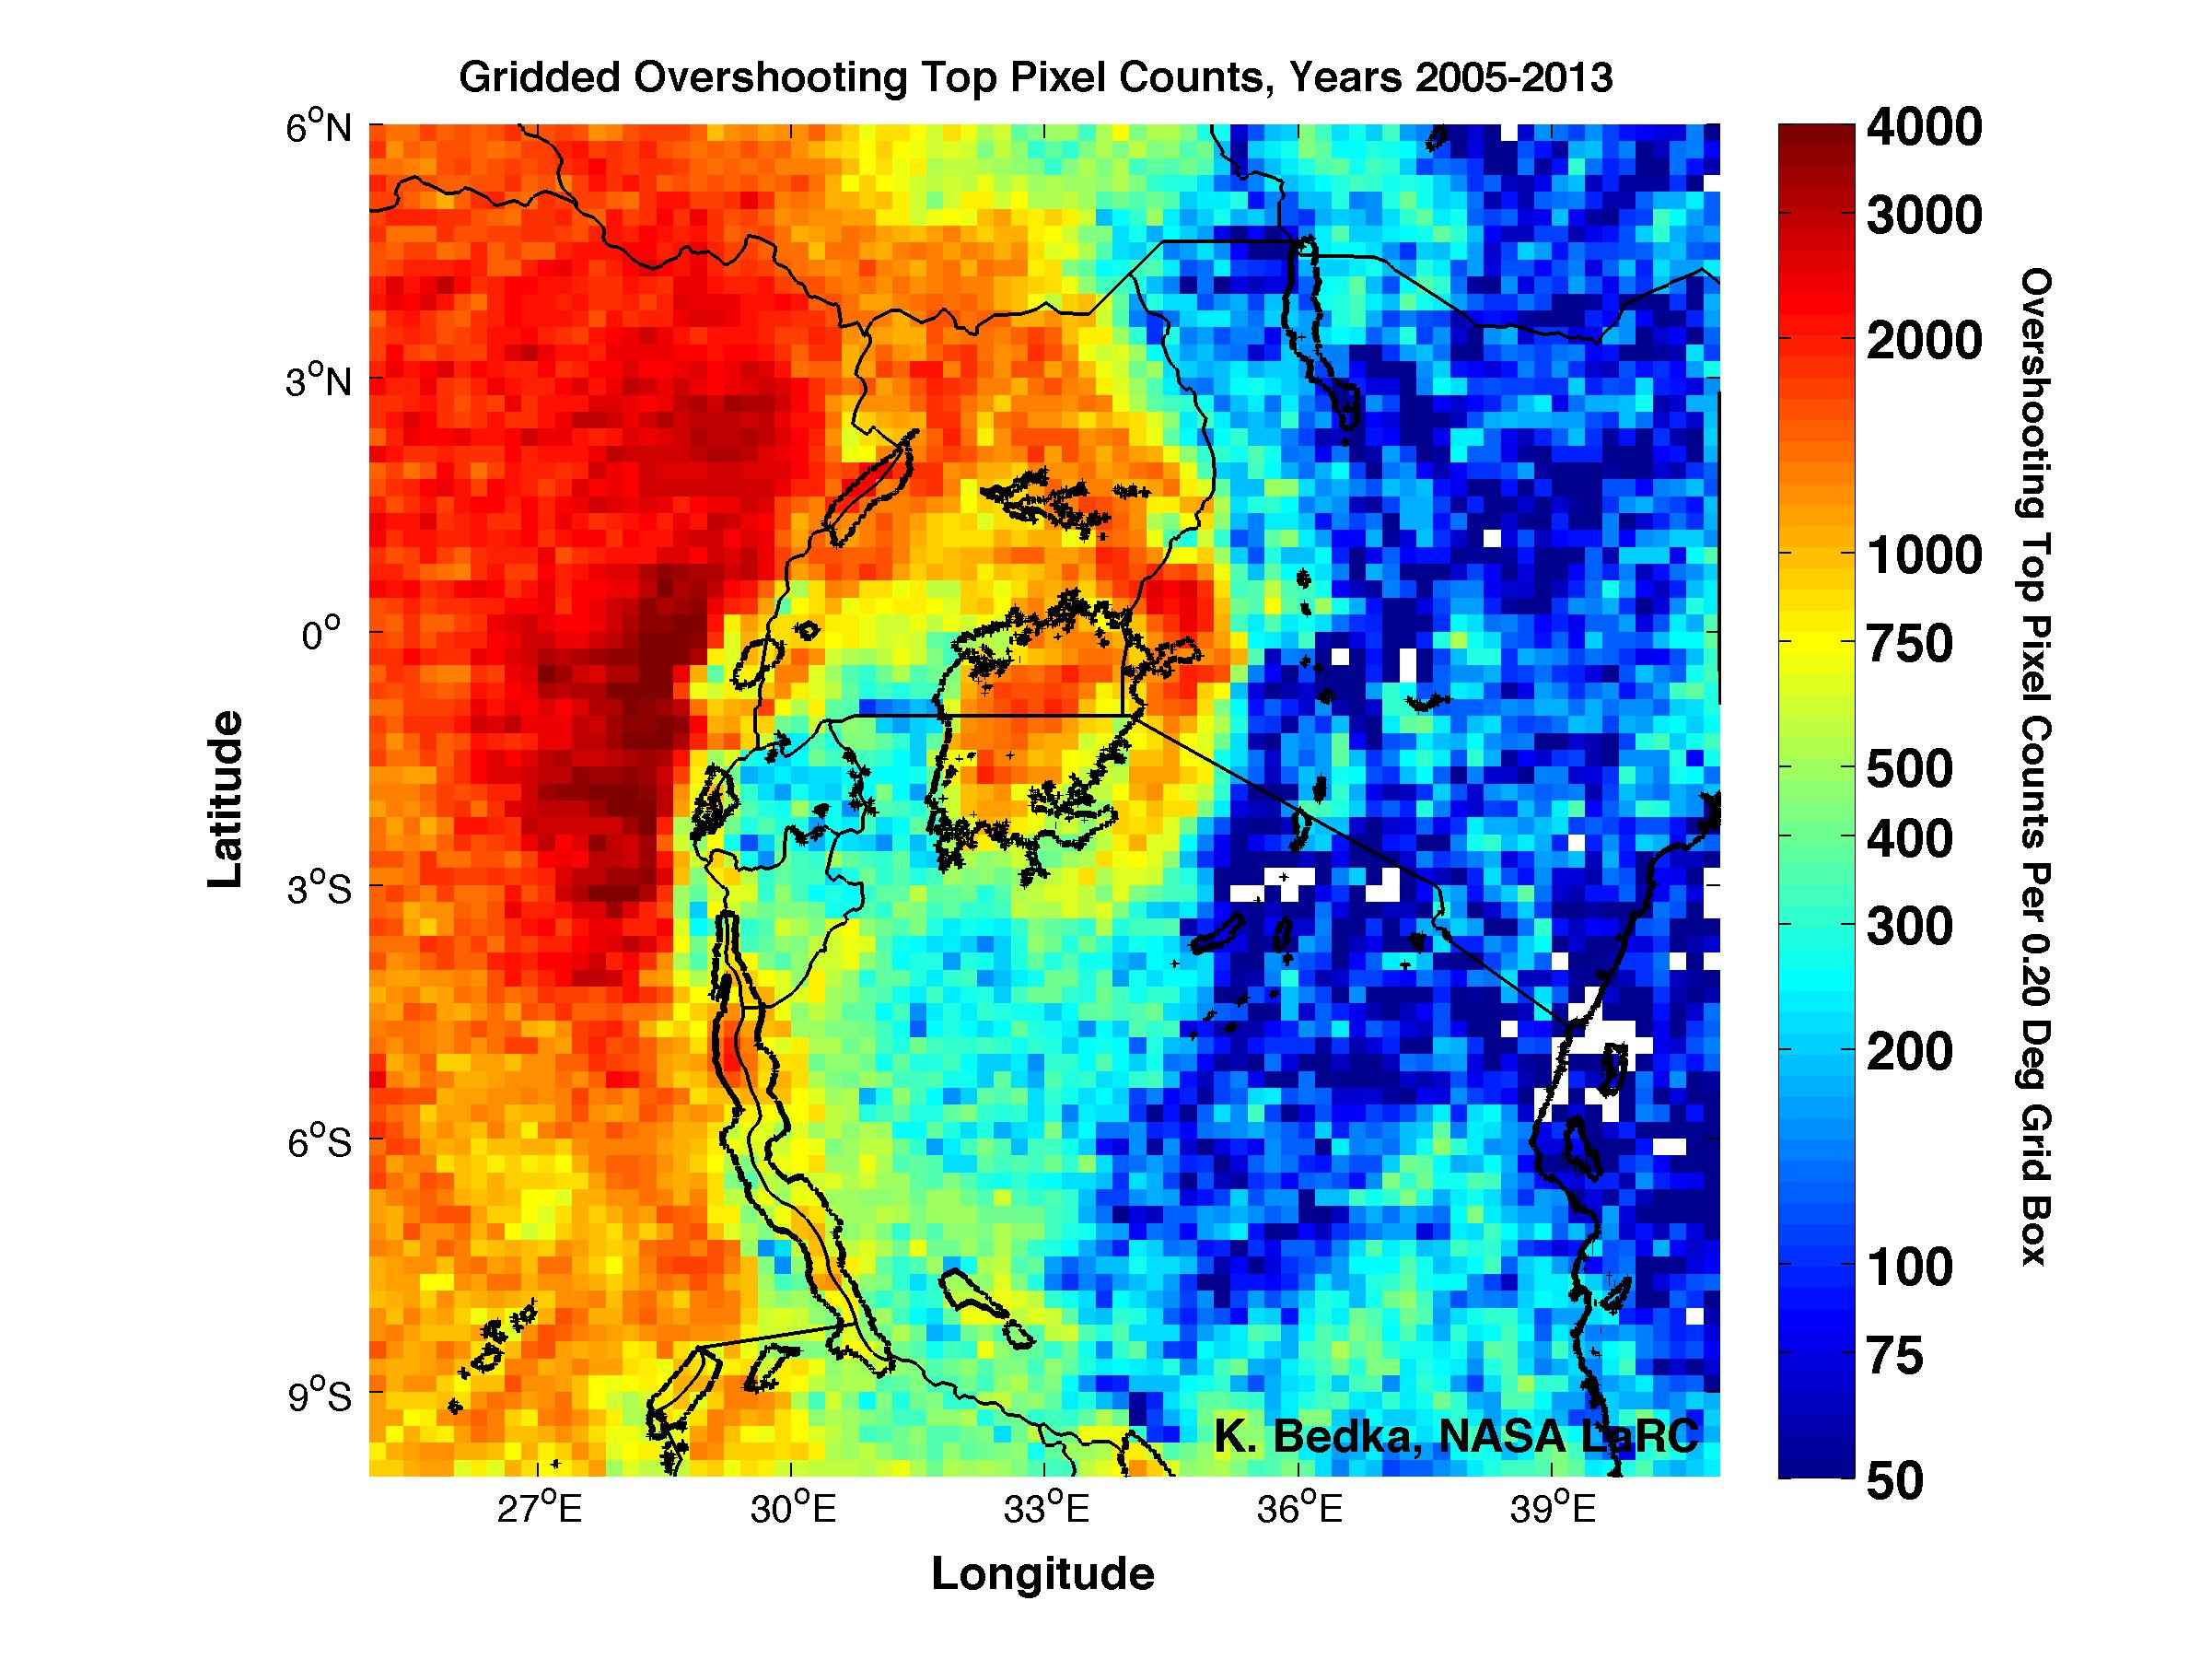 Gridded Overshooting Top Pixel Counts, Years 2005-2013
6°N
3°N
0°
3°S
6°S
9°S
Latitude
27°E
30°E
33°E
36°E
39°E
Longitude
K. Bedka, NASA LaRC
4000
3000
2000
1000
750
500
400
300
200
100
75
50
Overshooting Top Pixel Counts Per 0.20 Deg Grid Box